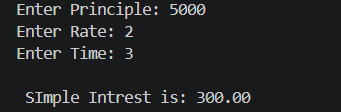 Enter Principle: 5000
Enter Rate: 2
Enter Time: 3
SImple Intrest is: 300.00